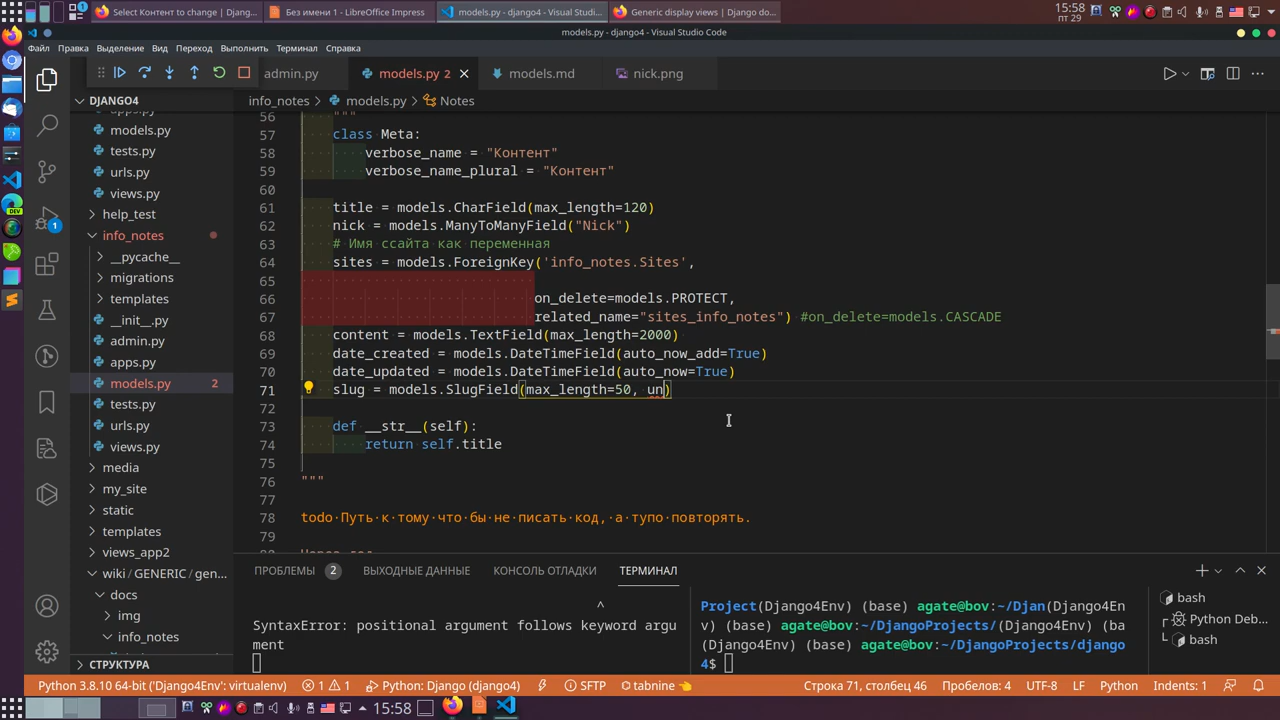 Select Контент to change | Djang…
Без имени 1 - LibreOffice Impress
models.py - django4 - Visual Studio…
Generic display views | Django do…
15:58
пт 29
models.py - django4 - Visual Studio Code
Файл Правка Выделение Вид Переход Выполнить Терминал Справка
admin.py
models.py 2
models.md
nick.png
DJANGO4
info_notes > models.py > Notes
models.py
tests.py
urls.py
views.py
help_test
info_notes
__pycache__
migrations
templates
__init__.py
admin.py
apps.py
models.py 2
tests.py
urls.py
views.py
media
my_site
static
templates
views_app2
wiki / GENERIC / gen…
docs
img
info_notes
СТРУКТУРА
DEV
1
56 """
57 class Meta:
58 verbose_name = "Контент"
59 verbose_name_plural = "Контент"
60
61 title = models.CharField(max_length=120)
62 nick = models.ManyToManyField("Nick")
63 # Имя ссайта как переменная
64 sites = models.ForeignKey('info_notes.Sites',
65
66 on_delete=models.PROTECT,
67 related_name="sites_info_notes") #on_delete=models.CASCADE
68 content = models.TextField(max_length=2000)
69 date_created = models.DateTimeField(auto_now_add=True)
70 date_updated = models.DateTimeField(auto_now=True)
71 slug = models.SlugField(max_length=50, un)
72
73 def __str__(self):
74 return self.title
75
76 """
77
78 todo Путь к тому что бы не писать код, а тупо повторять.
79
ПРОБЛЕМЫ 2 ВЫХОДНЫЕ ДАННЫЕ КОНСОЛЬ ОТЛАДКИ ТЕРМИНАЛ
^
SyntaxError: positional argument follows keyword argu
ment
Project(Django4Env) (base) agate@bov:~/Djan(Django4En
v) (base) agate@bov:~/DjangoProjects/(Django4Env) (ba
(Django4Env) (base) agate@bov:~/DjangoProjects/django
4$
bash
Python Deb…
bash
Python 3.8.10 64-bit ('Django4Env': virtualenv) 1 1 Python: Django (django4) SFTP tabnine Строка 71, столбец 46 Пробелов: 4 UTF-8 LF Python Indents: 1
15:58